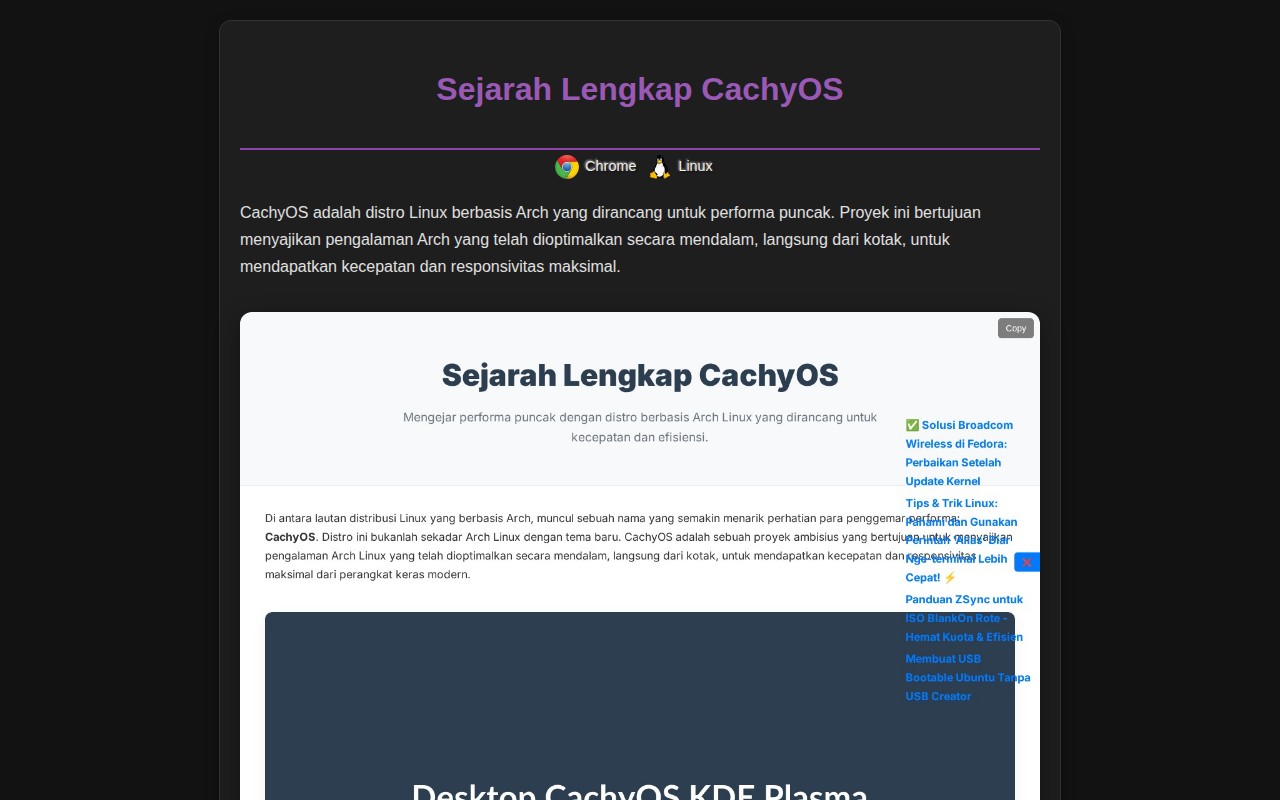 Sejarah Lengkap CachyOS
Chrome Linux
CachyOS adalah distro Linux berbasis Arch yang dirancang untuk performa puncak. Proyek ini bertujuan
menyajikan pengalaman Arch yang telah dioptimalkan secara mendalam, langsung dari kotak, untuk
mendapatkan kecepatan dan responsivitas maksimal.
Copy
Sejarah Lengkap CachyOS
Mengejar performa puncak dengan distro berbasis Arch Linux yang dirancang untuk
kecepatan dan efisiensi.
Di antara lautan distribusi Linux yang berbasis Arch, muncul sebuah nama yang semakin menarik perhatian para penggemar performa:
CachyOS. Distro ini bukanlah sekadar Arch Linux dengan tema baru. CachyOS adalah sebuah proyek ambisius yang bertujuan untuk menyajikan
pengalaman Arch Linux yang telah dioptimalkan secara mendalam, langsung dari kotak, untuk mendapatkan kecepatan dan responsivitas
maksimal dari perangkat keras modern.
✅ Solusi Broadcom
Wireless di Fedora:
Perbaikan Setelah
Update Kernel
Tips & Trik Linux:
Pahami dan Gunakan
Perintah 'Alias' Biar
Nge-terminal Lebih
Cepat! ⚡
Panduan ZSync untuk
ISO BlankOn Rote -
Hemat Kuota & Efisien
Membuat USB
Bootable Ubuntu Tanpa
USB Creator
Desktop CachyOS KDE Plasma